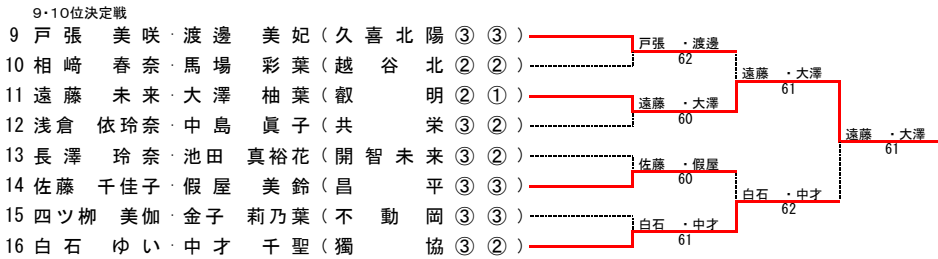 9・10位決定戦
9 戸張 美咲・渡邊 美妃（久喜北陽③③）
10 相﨑 春奈・馬場 彩葉（越谷北②②）
11 遠藤 未来・大澤 柚葉（叡明②①）
12 浅倉 依玲奈・中島 眞子（共栄③②）
13 長澤 玲奈・池田 真裕花（開智未来③②）
14 佐藤 千佳子・假屋 美鈴（昌平③③）
15 四ツ栁 美伽・金子 莉乃葉（不動岡③③）
16 白石 ゆい・中才 千聖（獨協③②）
戸張 ・渡邊
62
遠藤 ・大澤
60
佐藤 ・假屋
60
白石 ・中才
61
遠藤 ・大澤
61
白石 ・中才
62
遠藤 ・大澤
61